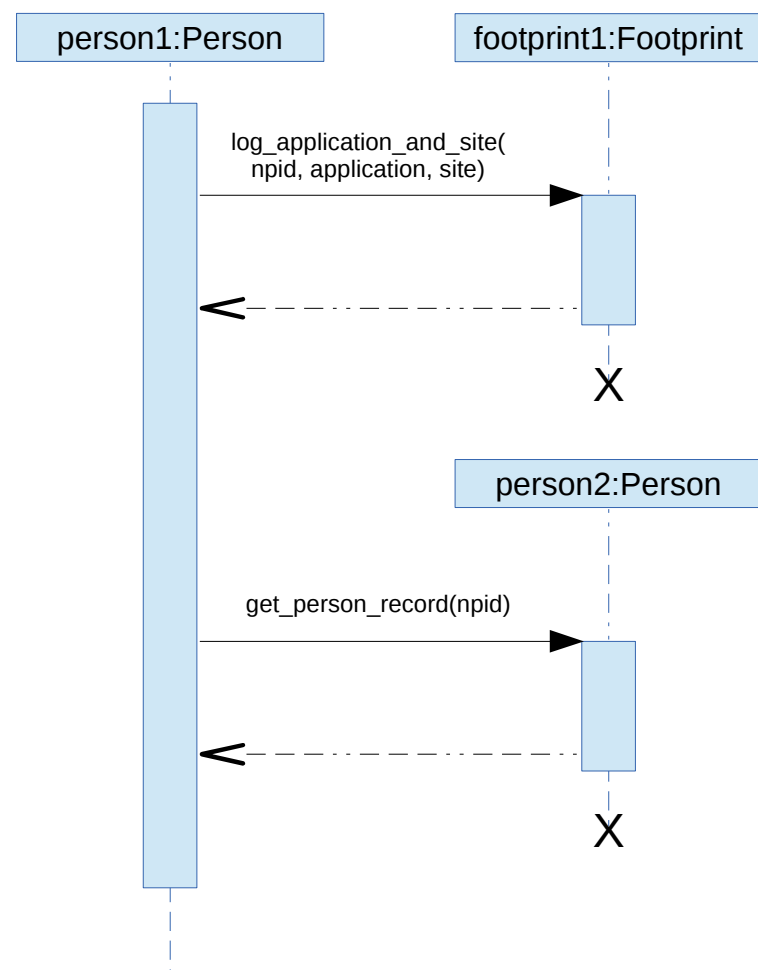 person1:Person
footprint1:Footprint
log_application_and_site(
npid, application, site)
X
person2:Person
get_person_record(npid)
X